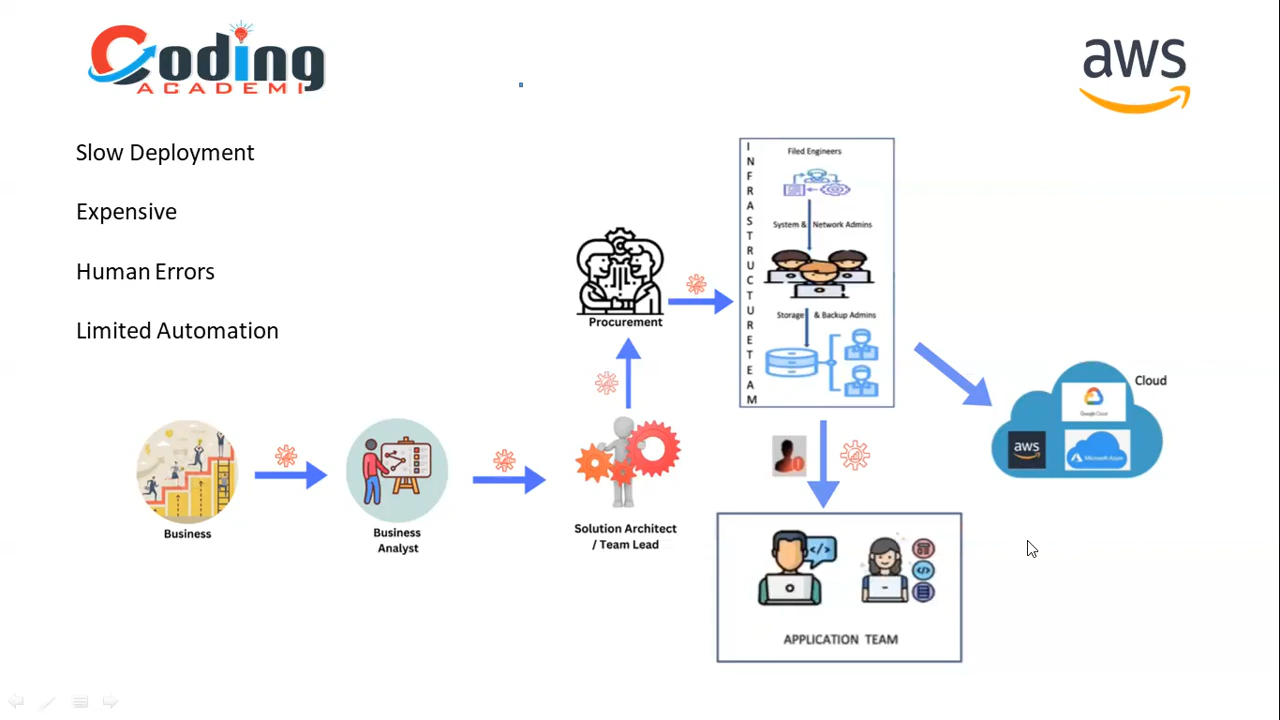 Coding
ACADEMI
aws
Slow Deployment
Expensive
Human Errors
Limited Automation
INFRASTRUCTURETEAM
Filed Engineers
System & Network Admins
Storage & Backup Admins
Procurement
Cloud
Google Cloud
aws
Microsoft Azure
Business
Business
Analyst
Solution Architect
/ Team Lead
APPLICATION TEAM